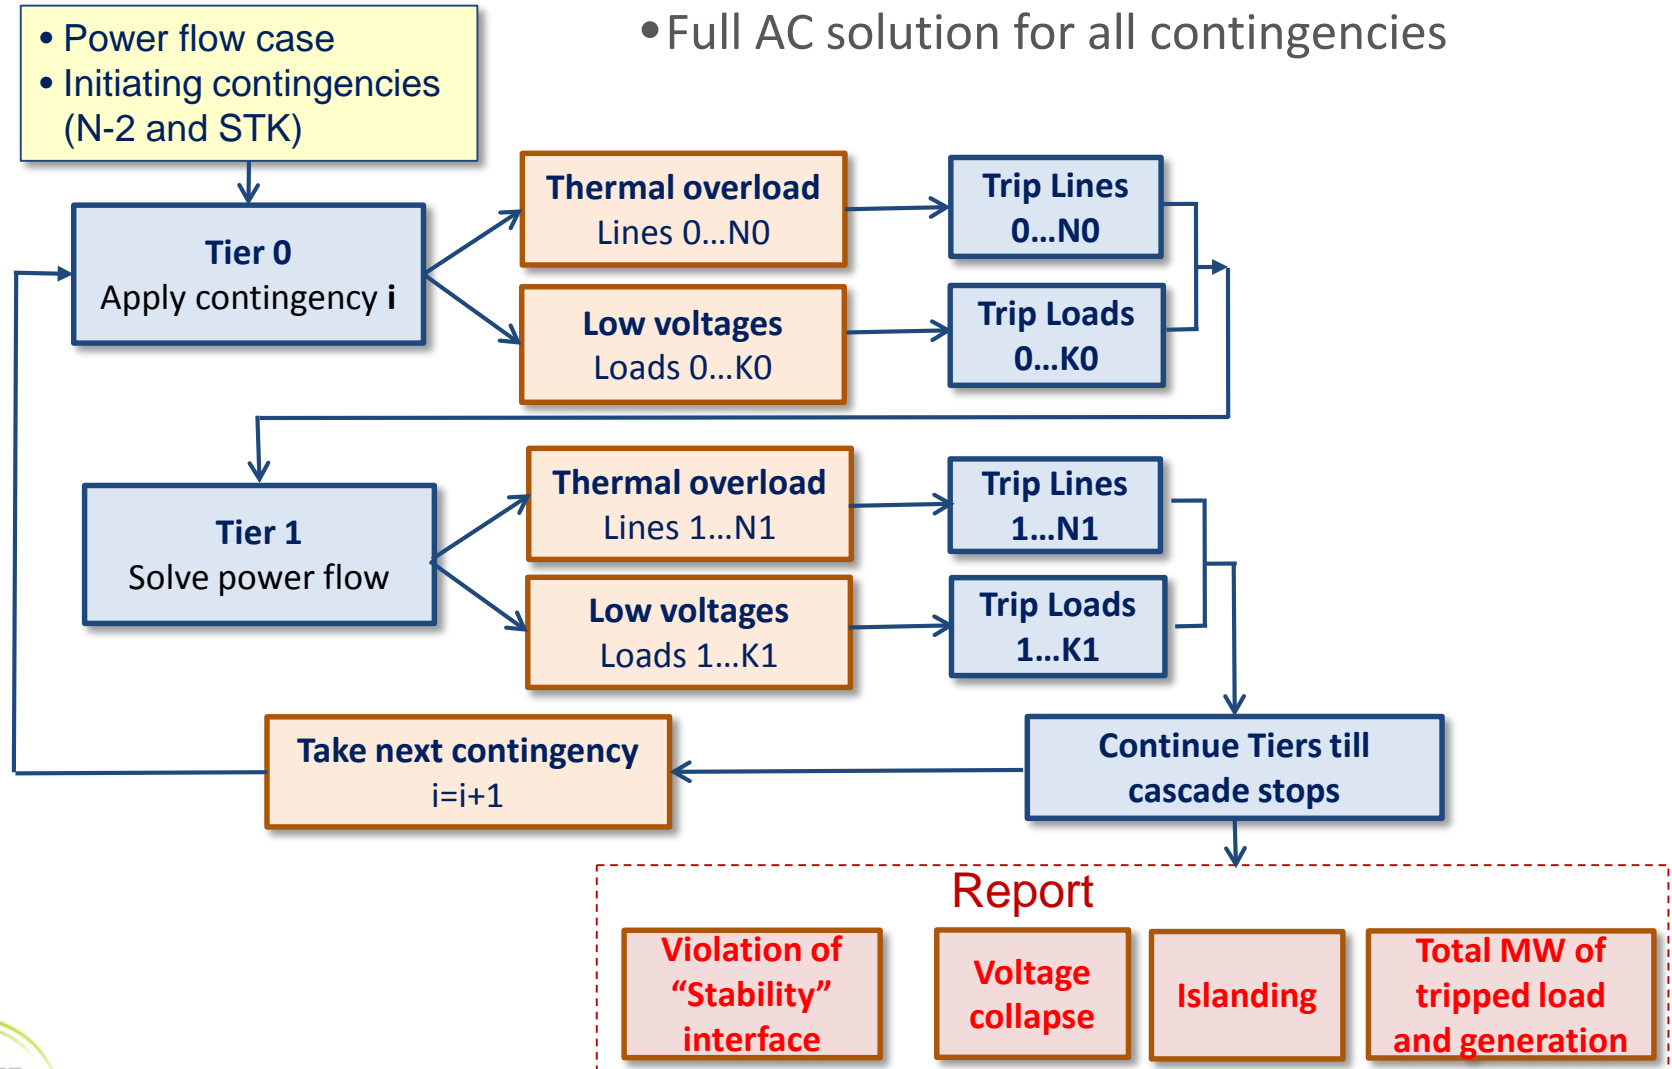 • Power flow case
• Initiating contingencies
(N-2 and STK)
•Full AC solution for all contingencies
Tier 0
Apply contingency i
Thermal overload
Lines 0...N0
Trip Lines
0...N0
Low voltages
Loads 0...K0
Trip Loads
0...K0
Tier 1
Solve power flow
Thermal overload
Lines 1...N1
Trip Lines
1...N1
Low voltages
Loads 1...K1
Trip Loads
1...K1
Take next contingency
i=i+1
Continue Tiers till
cascade stops
Report
Violation of
“Stability”
interface
Voltage
collapse
Islanding
Total MW of
tripped load
and generation